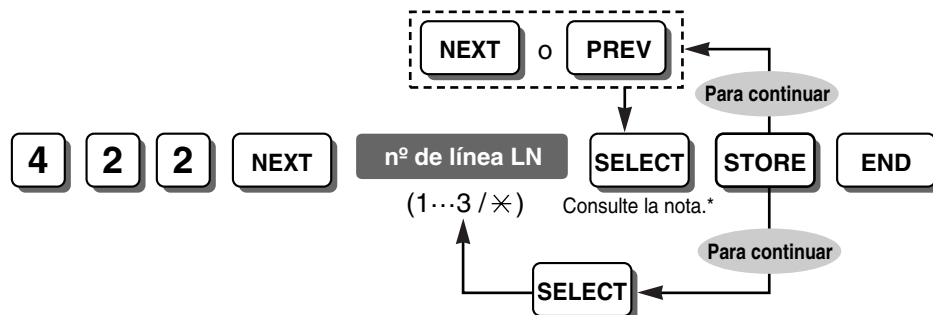 NEXT o PREV
Para continuar
4 2 2 NEXT nº de línea LN SELECT STORE END
(1···3 / ✳) Consulte la nota.*
Para continuar
SELECT